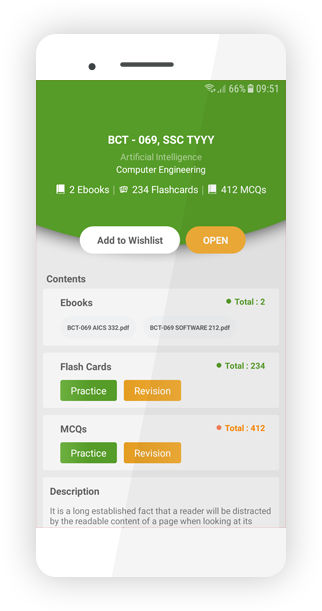 66% 09:51
BCT - 069, SSC TYYY
Artificial Intelligence
Computer Engineering
2 Ebooks | 234 Flashcards | 412 MCQs
Add to Wishlist OPEN
Contents
Ebooks Total : 2
BCT-069 AICS 332.pdf BCT-069 SOFTWARE 212.pdf
Flash Cards Total : 234
Practice Revision
MCQs Total : 412
Practice Revision
Description
It is a long established fact that a reader will be distracted
by the readable content of a page when looking at its